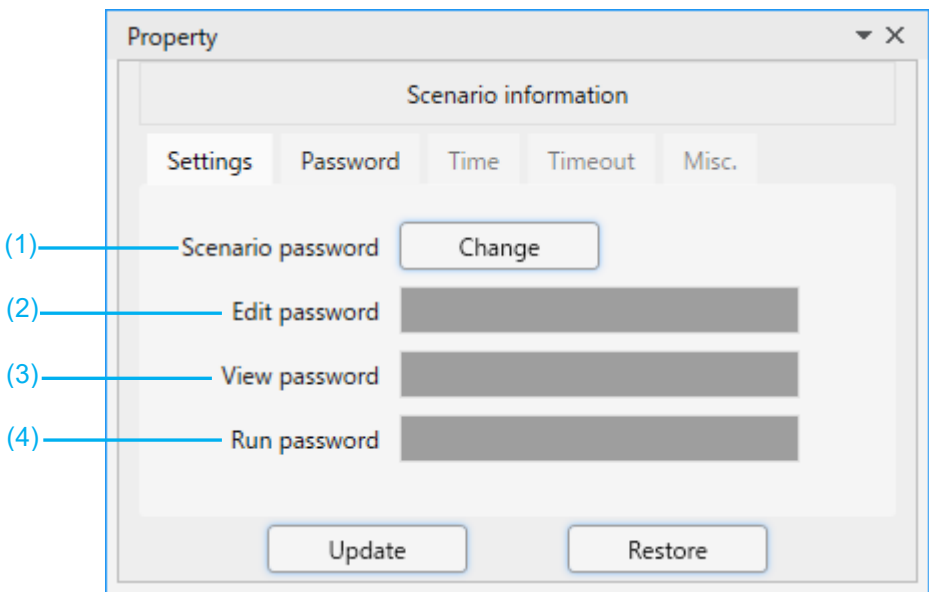 Property
Scenario information
Settings Password Time Timeout Misc.
(1) Scenario password Change
(2) Edit password
(3) View password
(4) Run password
Update Restore